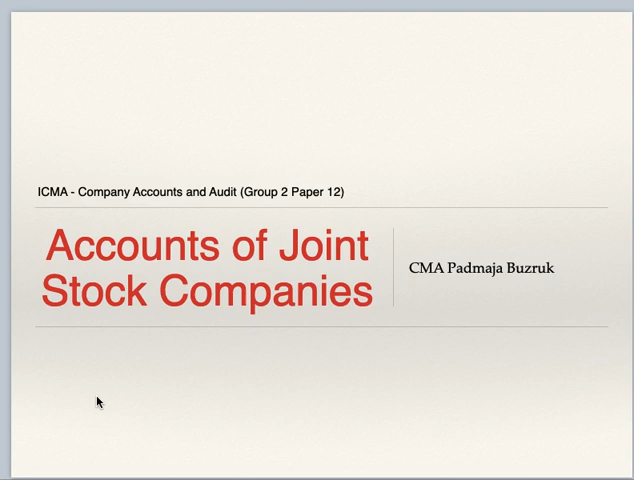 ICMA - Company Accounts and Audit (Group 2 Paper 12)
Accounts of Joint
Stock Companies
CMA Padmaja Buzruk